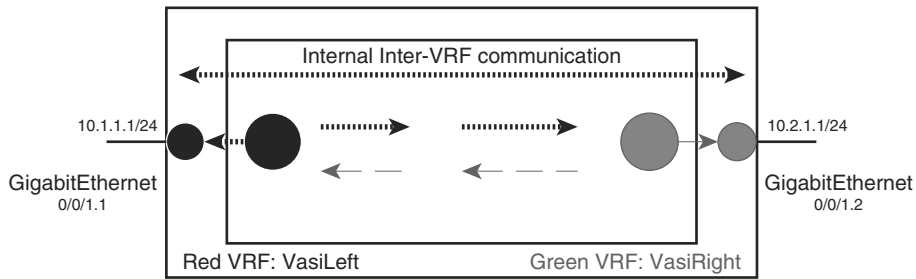 Internal Inter-VRF communication
10.1.1.1/24
10.2.1.1/24
GigabitEthernet
0/0/1.1
GigabitEthernet
0/0/1.2
Red VRF: VasiLeft
Green VRF: VasiRight